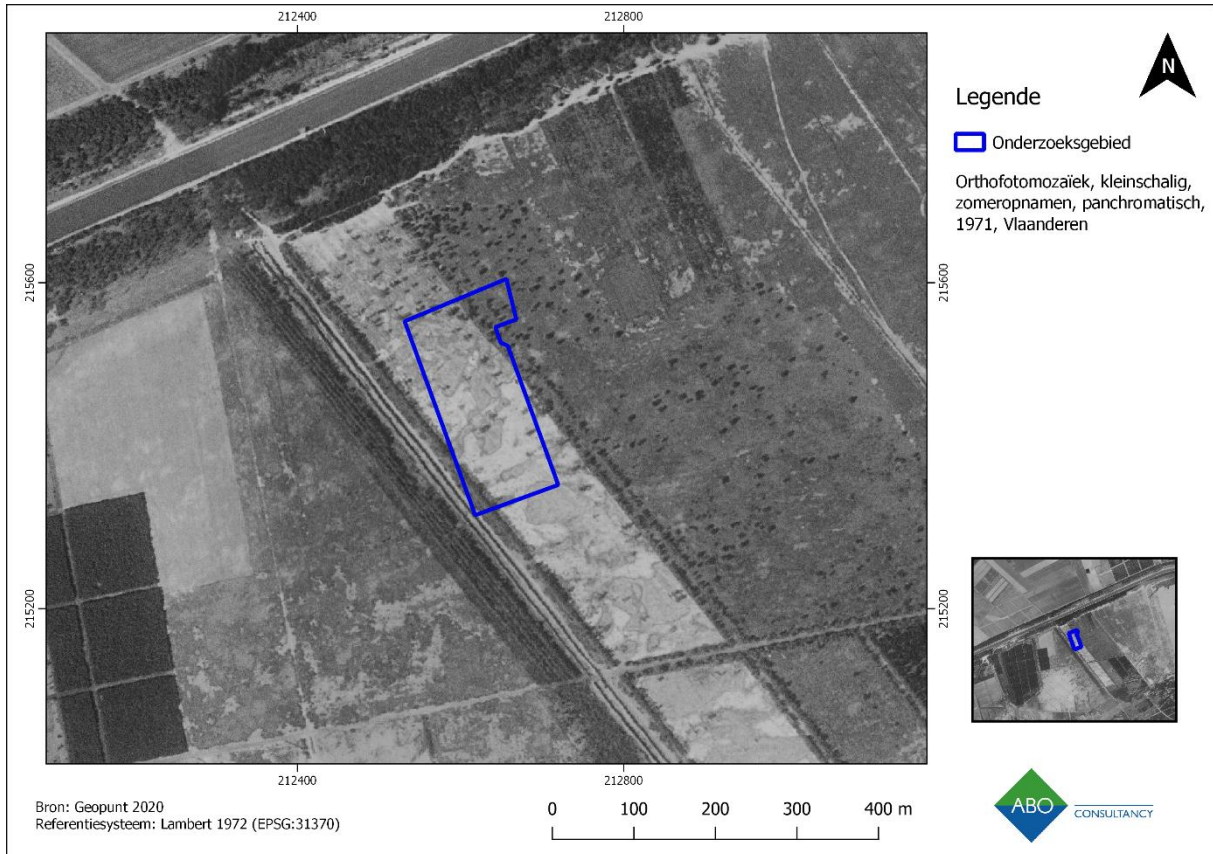 212400
212800
N
Legende
Onderzoeksgebied
Orthofotomozaïek, kleinschalig,
zomeropnamen, panchromatisch,
1971, Vlaanderen
215600
215600
215200
215200
212400
212800
Bron: Geopunt 2020
Referentiesysteem: Lambert 1972 (EPSG:31370)
0 100 200 300 400 m
ABO
CONSULTANCY